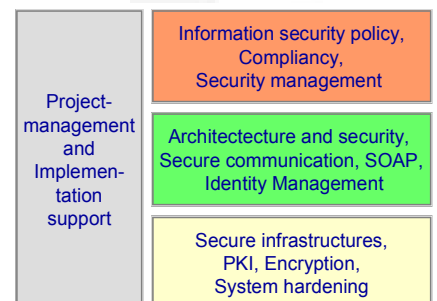 Project-
management
and
Implemen-
tation
support
Information security policy,
Compliancy,
Security management
Architectecture and security,
Secure communication, SOAP,
Identity Management
Secure infrastructures,
PKI, Encryption,
System hardening